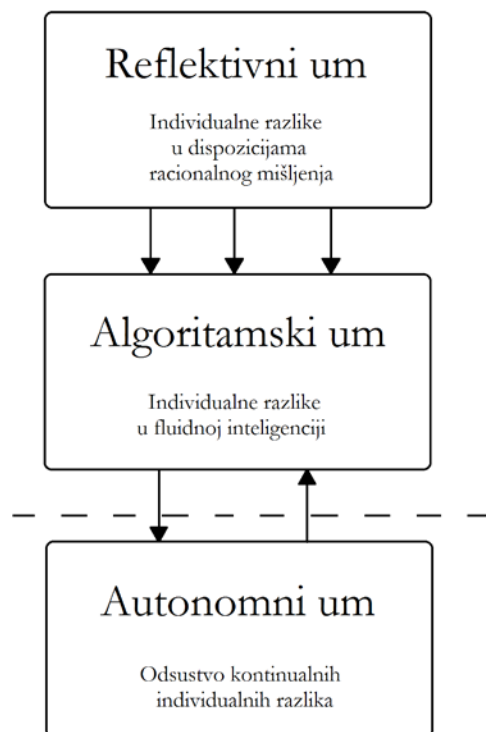 Reflektivni um
Individualne razlike
u dispozicijama
racionalnog mišljenja
Algoritamski um
Individualne razlike
u fluidnoj inteligenciji
Autonomni um
Odsustvo kontinualnih
individualnih razlika